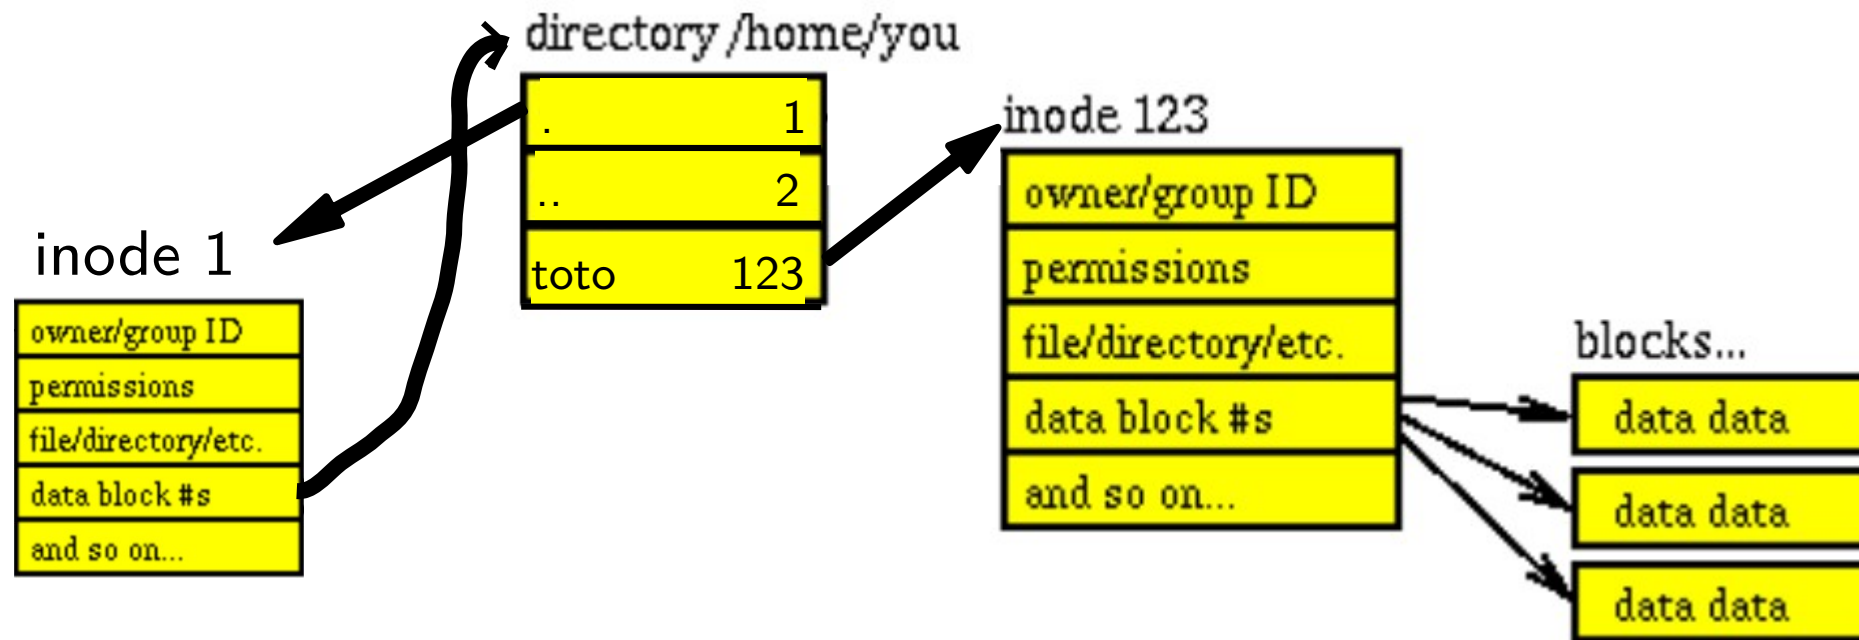 directory /home/you
. 1
.. 2
toto 123
inode 1
owner/group ID
permissions
file/directory/etc.
data block #s
and so on...
inode 123
owner/group ID
permissions
file/directory/etc.
data block #s
and so on...
blocks...
data data
data data
data data